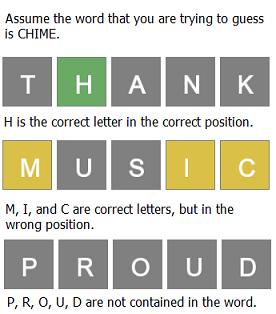 Assume the word that you are trying to guess
is CHIME.
T H A N K
H is the correct letter in the correct position.
M U S I C
M, I, and C are correct letters, but in the
wrong position.
P R O U D
P, R, O, U, D are not contained in the word.